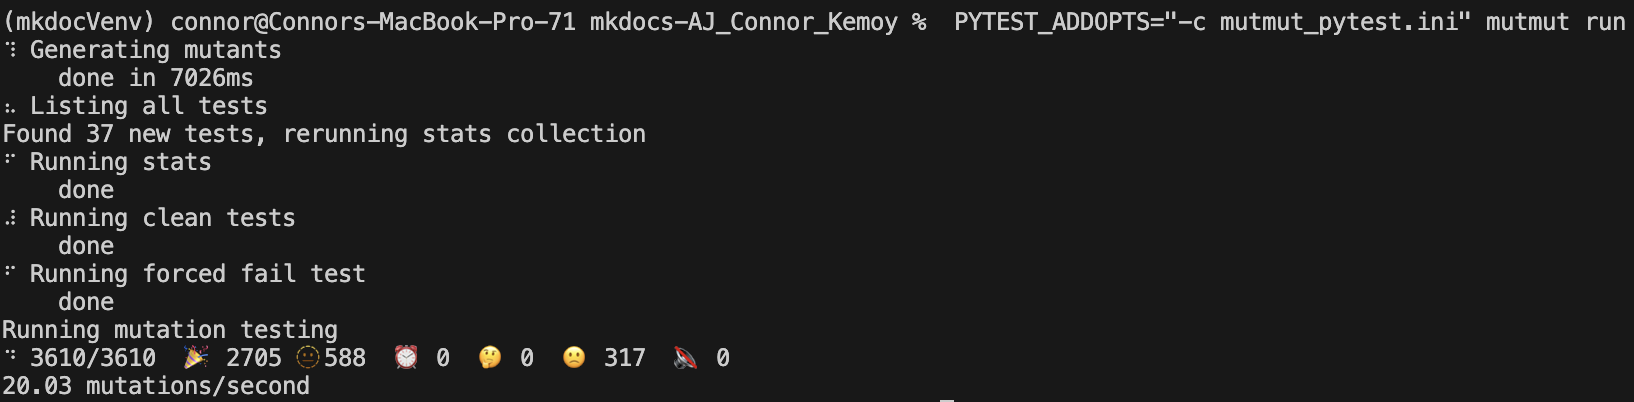 (mkdocVenv) connor@Connors-MacBook-Pro-71 mkdocs-AJ_Connor_Kemoy %  PYTEST_ADDOPTS="-c mutmut_pytest.ini" mutmut run
⠹ Generating mutants
    done in 7026ms
⠦ Listing all tests
Found 37 new tests, rerunning stats collection
⠋ Running stats
    done
⠼ Running clean tests
    done
⠋ Running forced fail test
    done
Running mutation testing
⠙ 3610/3610  🎉 2705 🫥 588  ⏰ 0  🤔 0  🙁 317  🔇 0
20.03 mutations/second